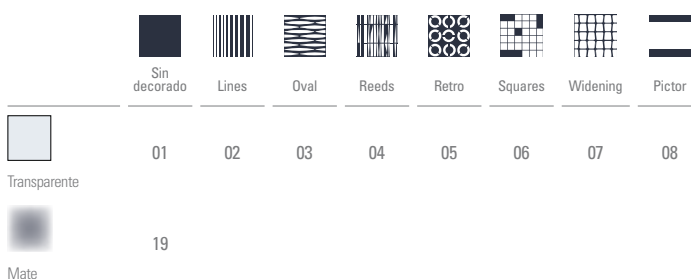 Sin
decorado Lines Oval Reeds Retro Squares Widening Pictor
01 02 03 04 05 06 07 08
Transparente
19
Mate